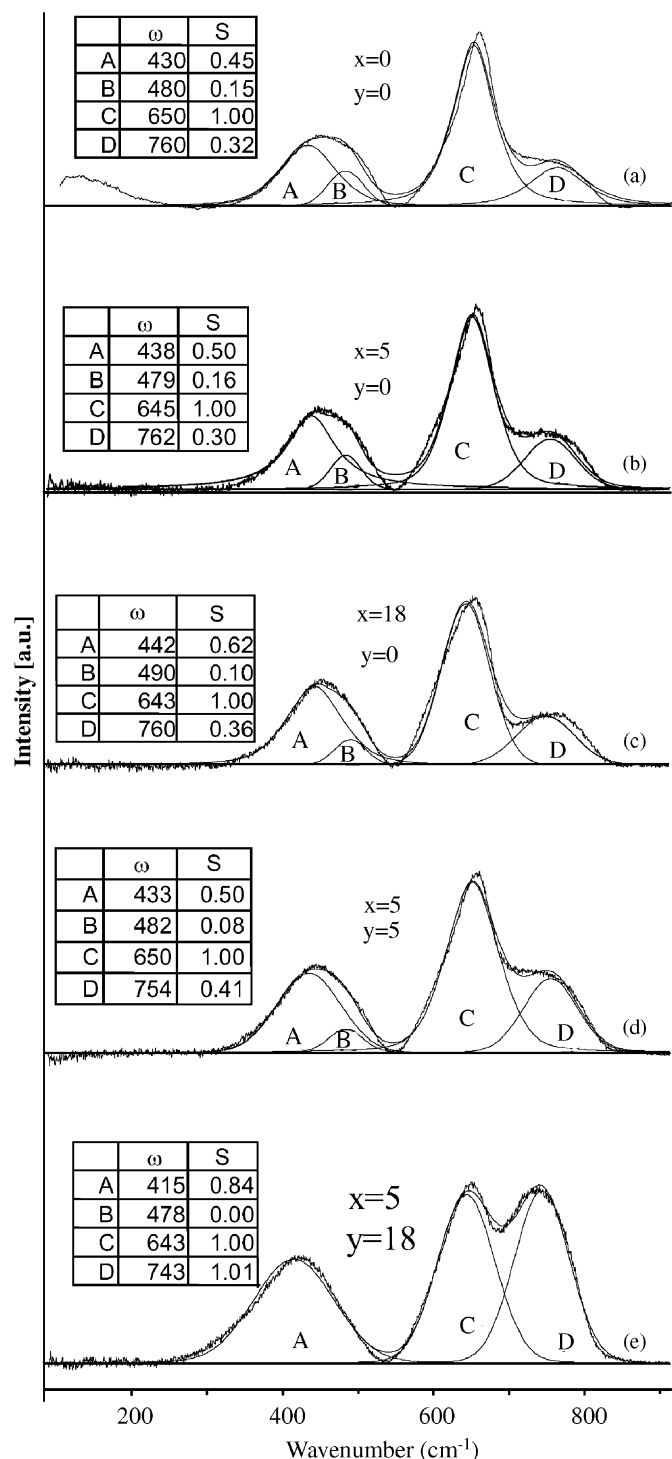 ω S
A 430 0.45
B 480 0.15
C 650 1.00
D 760 0.32
x=0
y=0
A B C D (a)
ω S
A 438 0.50
B 479 0.16
C 645 1.00
D 762 0.30
x=5
y=0
A B C D (b)
ω S
A 442 0.62
B 490 0.10
C 643 1.00
D 760 0.36
x=18
y=0
A B C D (c)
Intensity [a.u.]
ω S
A 433 0.50
B 482 0.08
C 650 1.00
D 754 0.41
x=5
y=5
A B C D (d)
ω S
A 415 0.84
B 478 0.00
C 643 1.00
D 743 1.01
x=5
y=18
A C D (e)
200 400 600 800
Wavenumber (cm⁻¹)